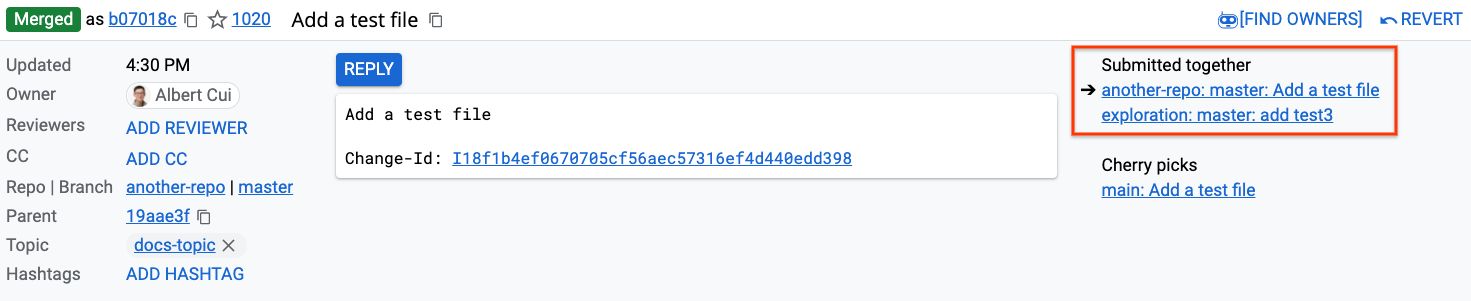 Merged as b07018c 1020 Add a test file [FIND OWNERS] REVERT
Updated 4:30 PM
Owner Albert Cui
Reviewers ADD REVIEWER
CC ADD CC
Repo | Branch another-repo | master
Parent 19aae3f
Topic docs-topic
Hashtags ADD HASHTAG
REPLY
Add a test file
Change-Id: I18f1b4ef0670705cf56aec57316ef4d440edd398
Submitted together
another-repo: master: Add a test file
exploration: master: add test3
Cherry picks
main: Add a test file